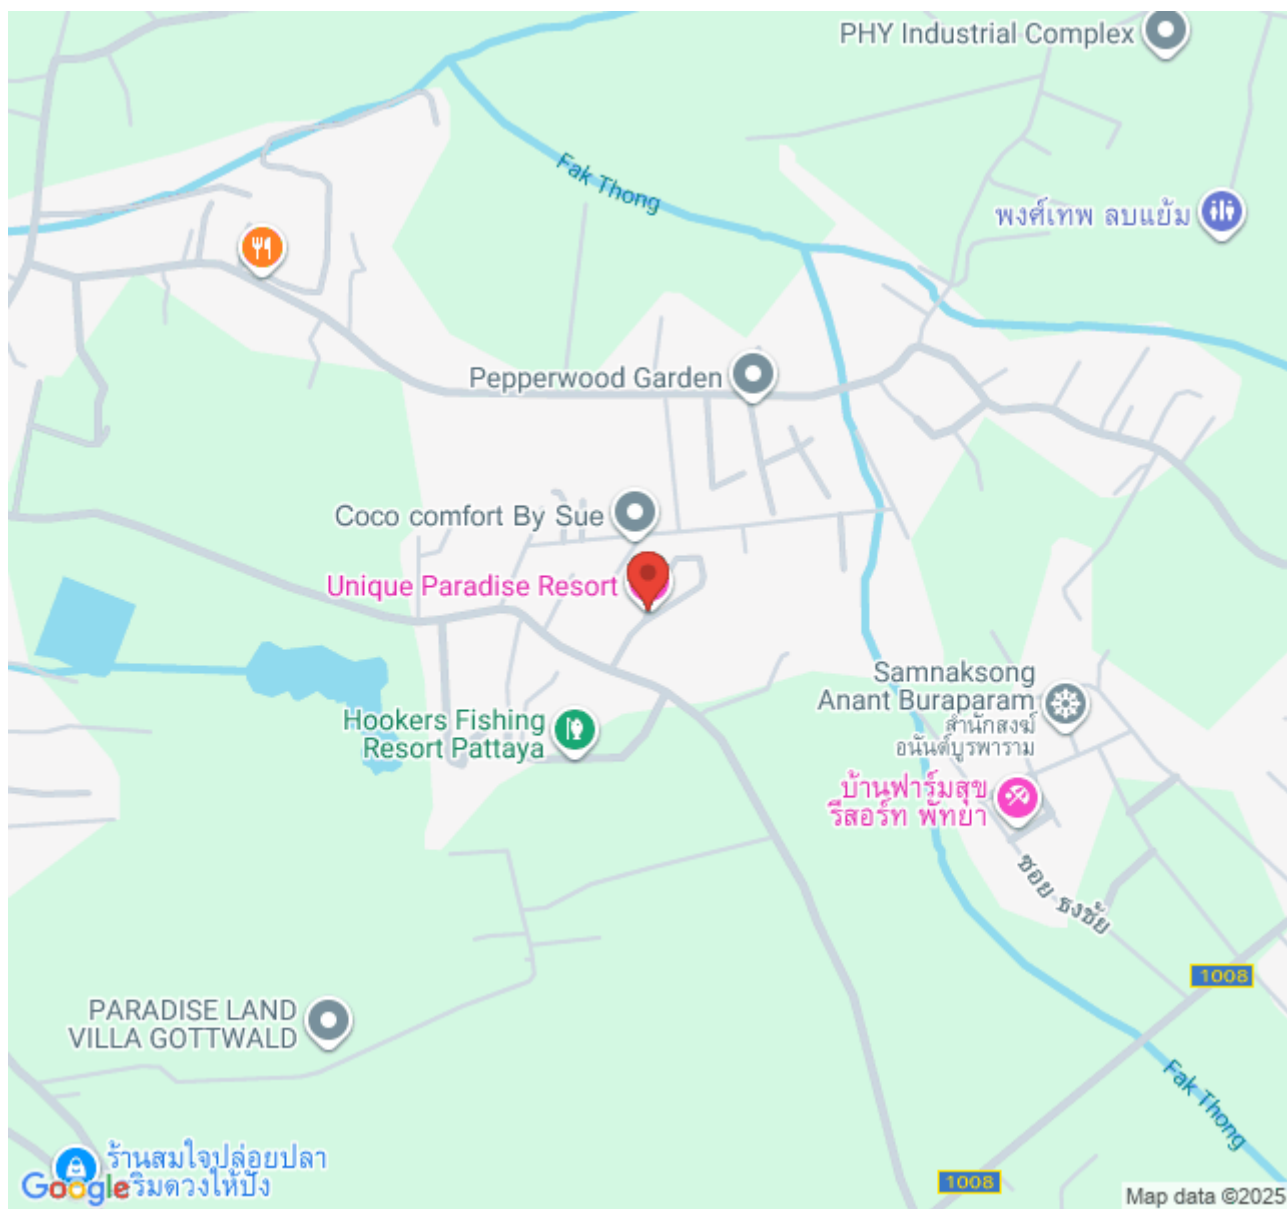 PHY Industrial Complex
Fak Thong
พงศ์เทพ ลบแย้ม
Pepperwood Garden
Coco comfort By Sue
Unique Paradise Resort
Samnaksong
Anant Buraparam
สำนักสงฆ์
อนันต์บูรพาราม
Hookers Fishing
Resort Pattaya
บ้านฟาร์มสุข
รีสอร์ท พัทยา
ซอย ธงชัย
1008
PARADISE LAND
VILLA GOTTWALD
Fak Thong
ร้านสมใจปล่อยปลา
ริมดวงให้ปัง
Google
1008
Map data ©2025